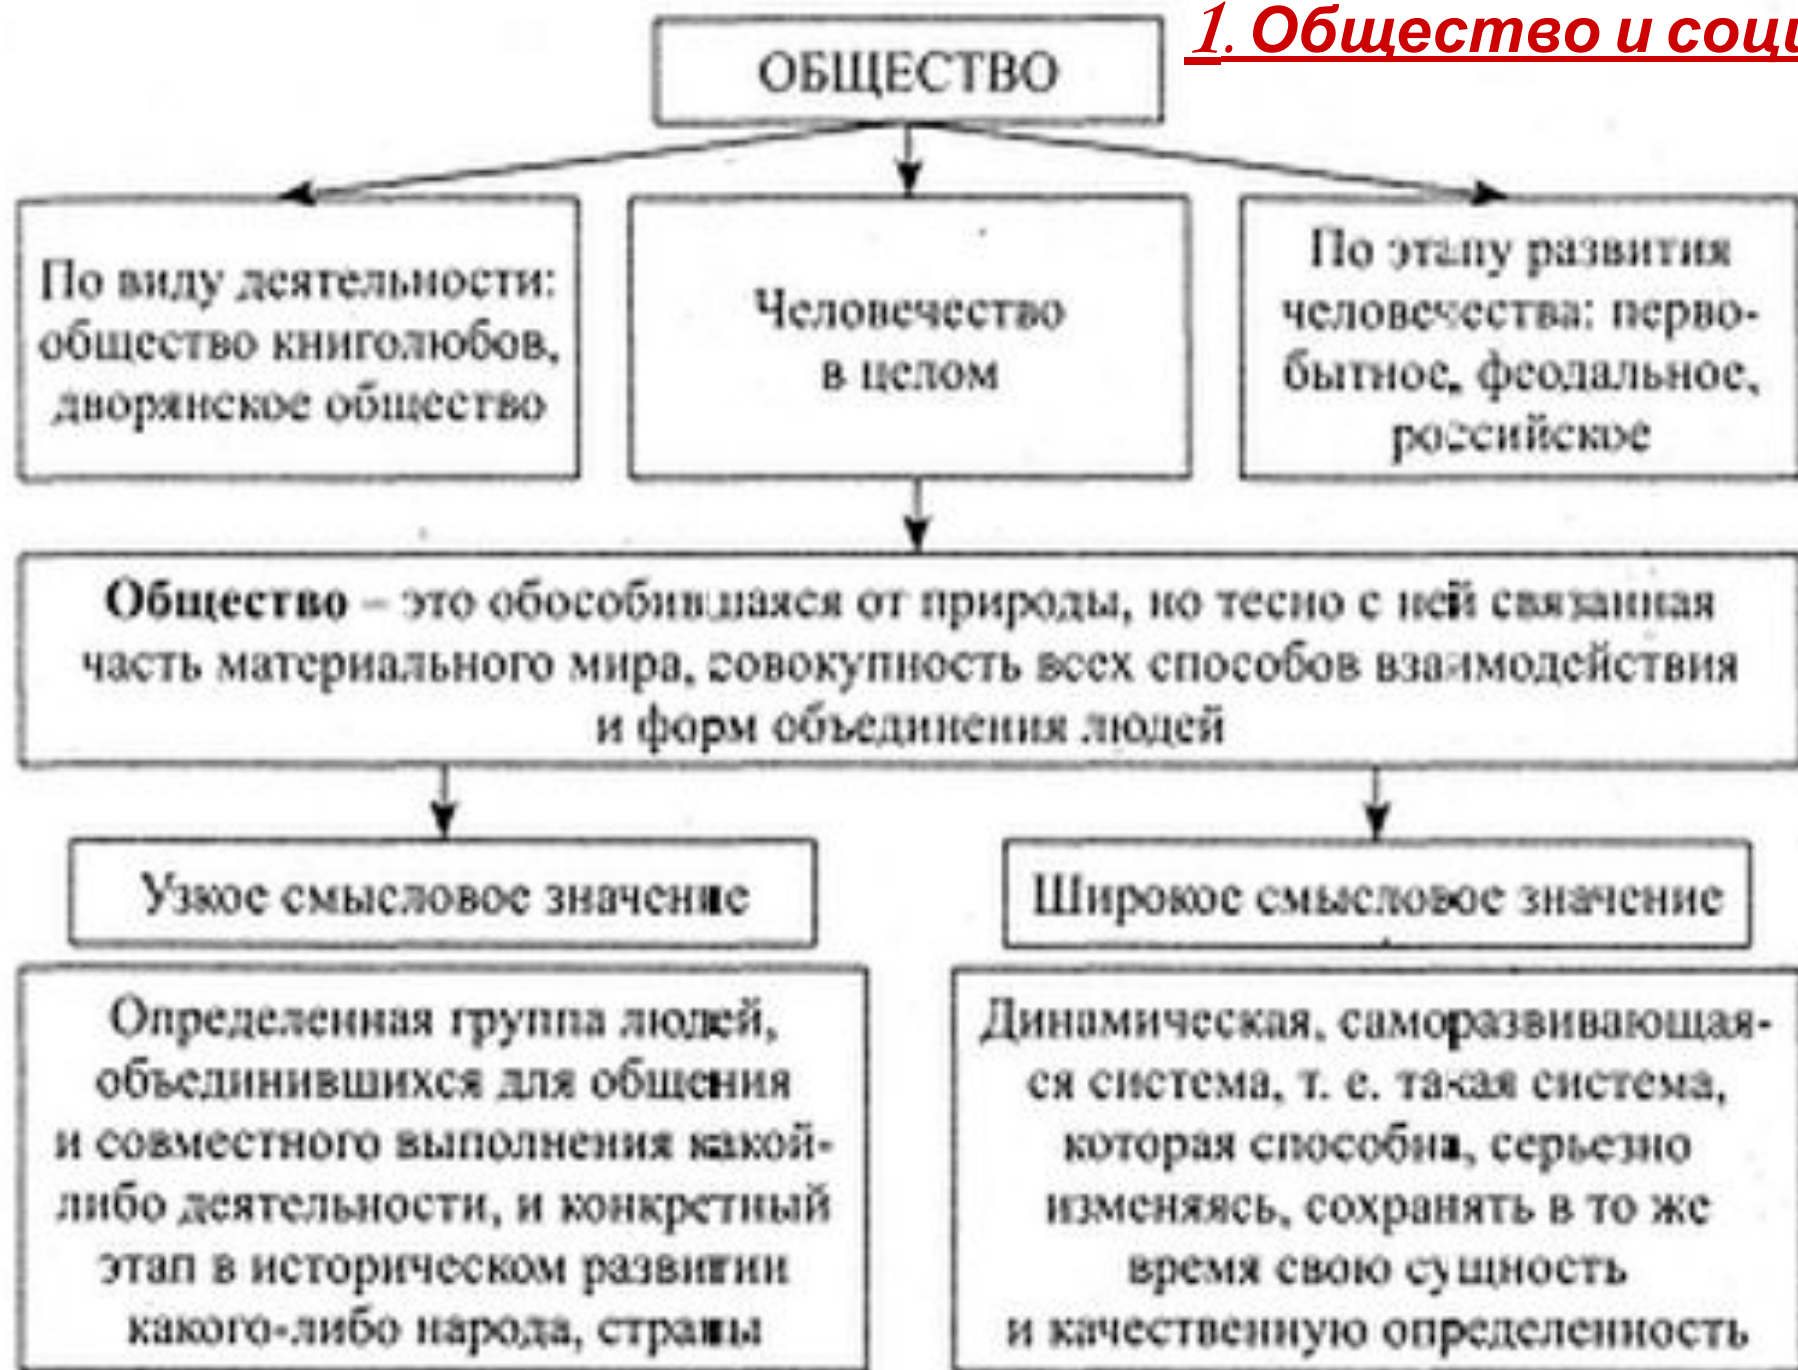 1. Общество и соци
ОБЩЕСТВО
По виду деятельности:
общество книголюбов,
дворянское общество
Человечество
в целом
По этапу развития
человечества: перво-
бытное, феодальное,
российское
Общество – это обособившаяся от природы, но тесно с ней связанная
часть материального мира, совокупность всех способов взаимодействия
и форм объединения людей
Узкое смысловое значение
Широкое смысловое значение
Определенная группа людей,
объединившихся для общения
и совместного выполнения какой-
либо деятельности, и конкретный
этап в историческом развитии
какого-либо народа, страны
Динамическая, саморазвивающая-
ся система, т. е. такая система,
которая способна, серьезно
изменяясь, сохранять в то же
время свою сущность
и качественную определенность